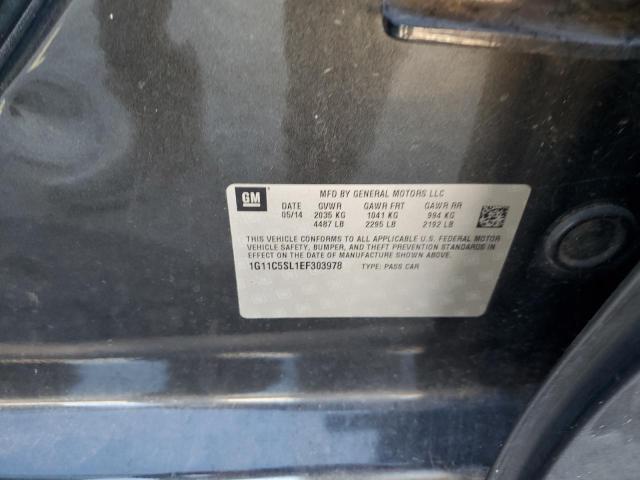 GM
MFD BY GENERAL MOTORS LLC
DATE GVWR GAWR FRT GAWR RR
05/14 2035 KG 1041 KG 994 KG
4487 LB 2295 LB 2192 LB
THIS VEHICLE CONFORMS TO ALL APPLICABLE U.S. FEDERAL MOTOR
VEHICLE SAFETY, BUMPER, AND THEFT PREVENTION STANDARDS IN
EFFECT ON THE DATE OF MANUFACTURE SHOWN ABOVE.
1G11C5SL1EF303978 TYPE: PASS CAR